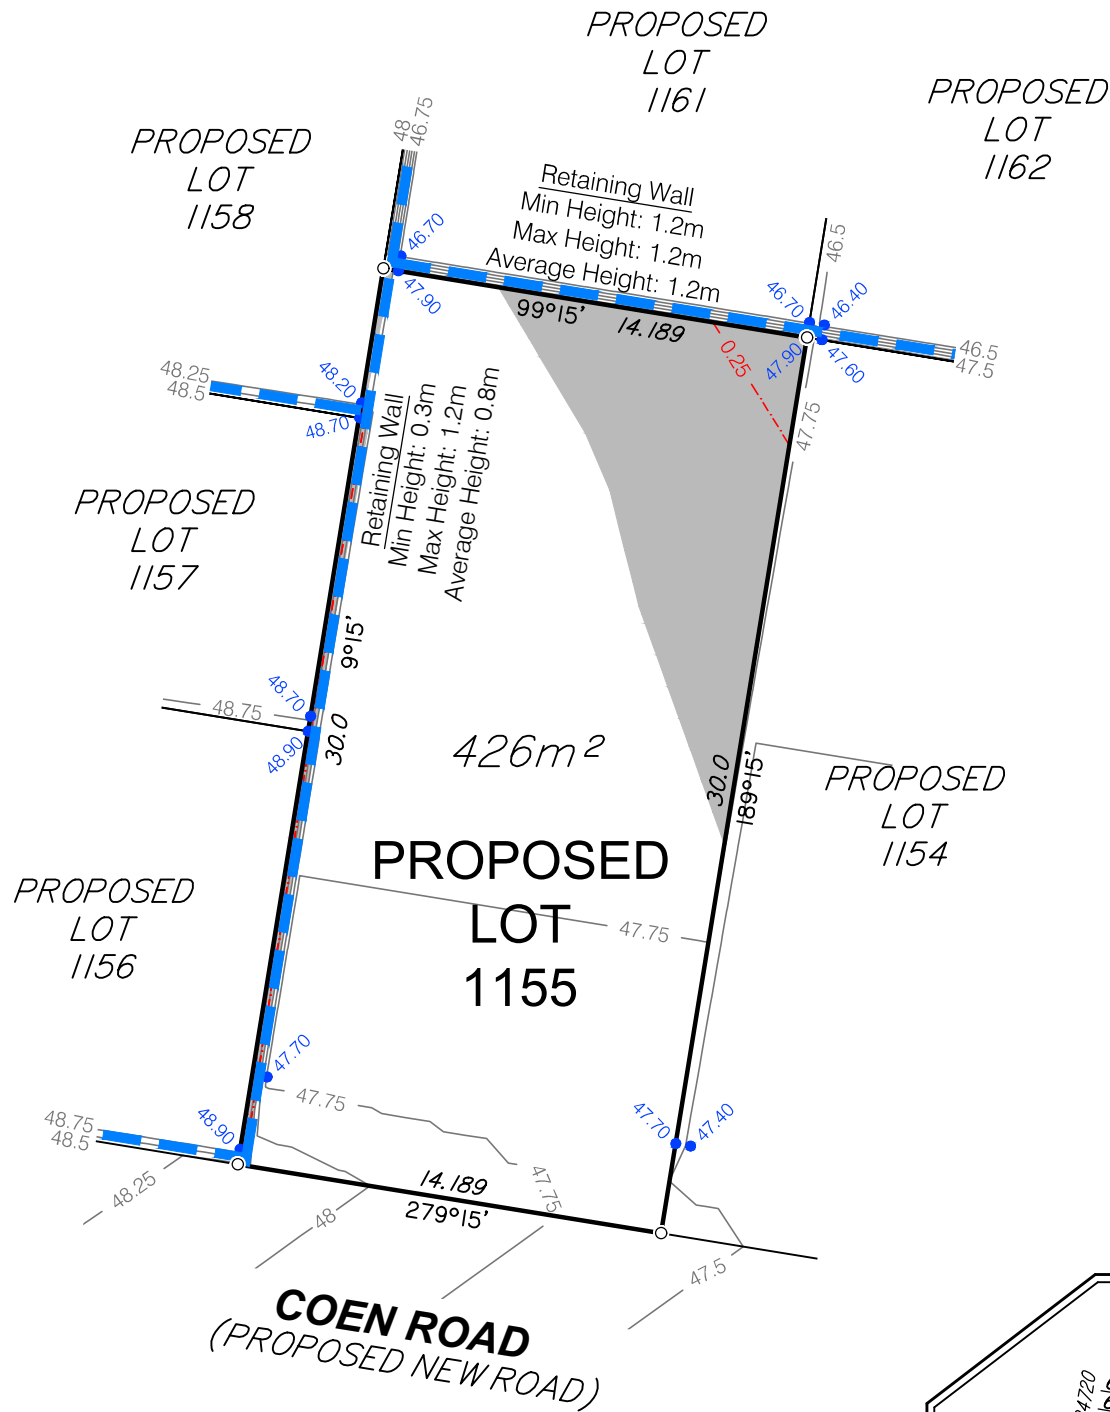 PROPOSED
LOT
1161
PROPOSED
LOT
1162
PROPOSED
LOT
1158
48
46.75
Retaining Wall
Min Height: 1.2m
Max Height: 1.2m
Average Height: 1.2m
46.70
47.90
99°15'
14.189
46.70
46.40
46.5
47.90
47.60
46.5
47.5
0.25
47.75
48.25
48.5
48.20
48.70
Retaining Wall
Min Height: 0.3m
Max Height: 1.2m
Average Height: 0.8m
PROPOSED
LOT
1157
9°15'
30.0
48.70
48.75
48.90
426m²
30.0
189°15'
PROPOSED
LOT
1154
PROPOSED
LOT
1155
47.75
PROPOSED
LOT
1156
47.70
47.75
48.90
48.75
48.5
48.25
47.70
47.40
47.75
14.189
279°15'
48
47.5
COEN ROAD
(PROPOSED NEW ROAD)